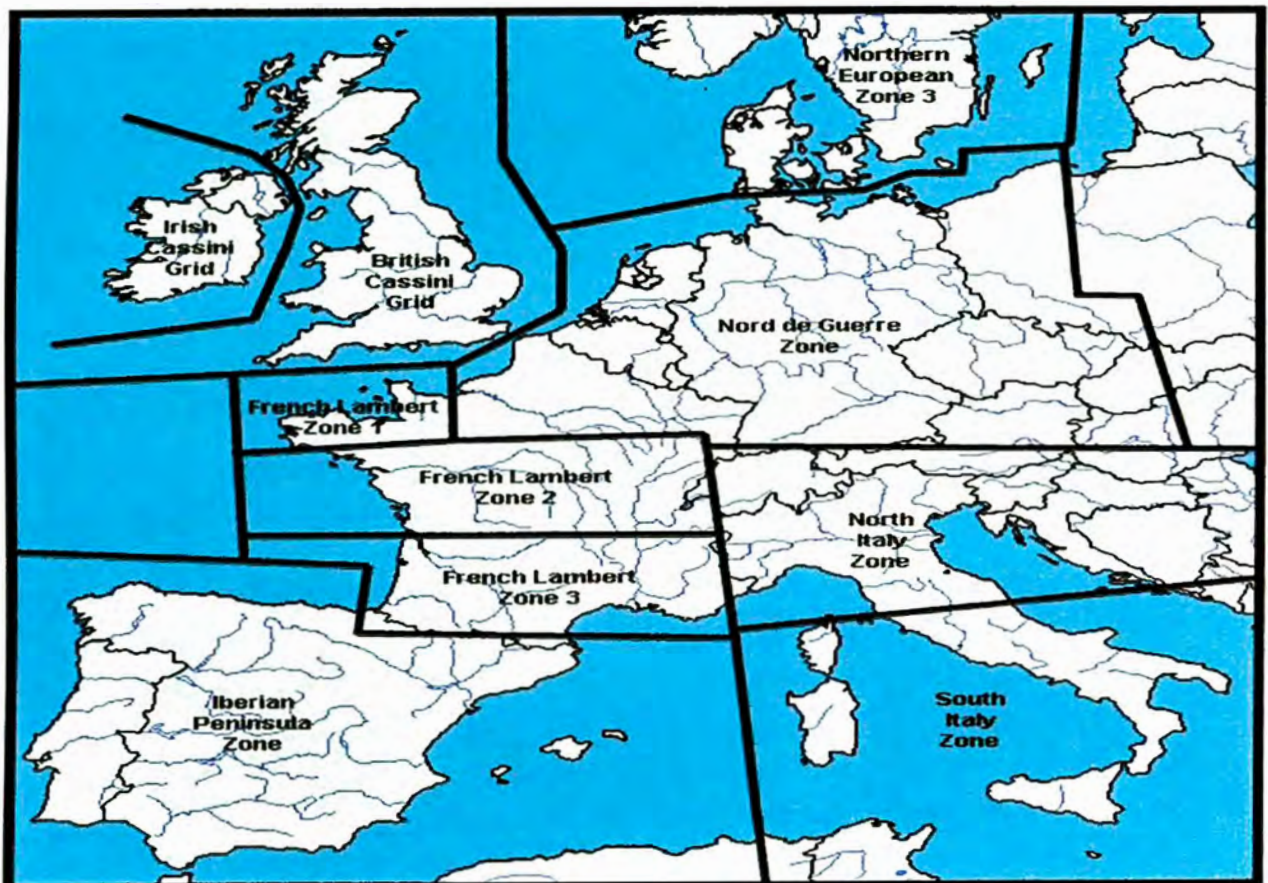 Northern
European
Zone 3
Irish
Cassini
Grid
British
Cassini
Grid
Nord de Guerre
Zone
French Lambert
Zone 1
French Lambert
Zone 2
North
Italy
Zone
French Lambert
Zone 3
Iberian
Peninsula
Zone
South
Italy
Zone